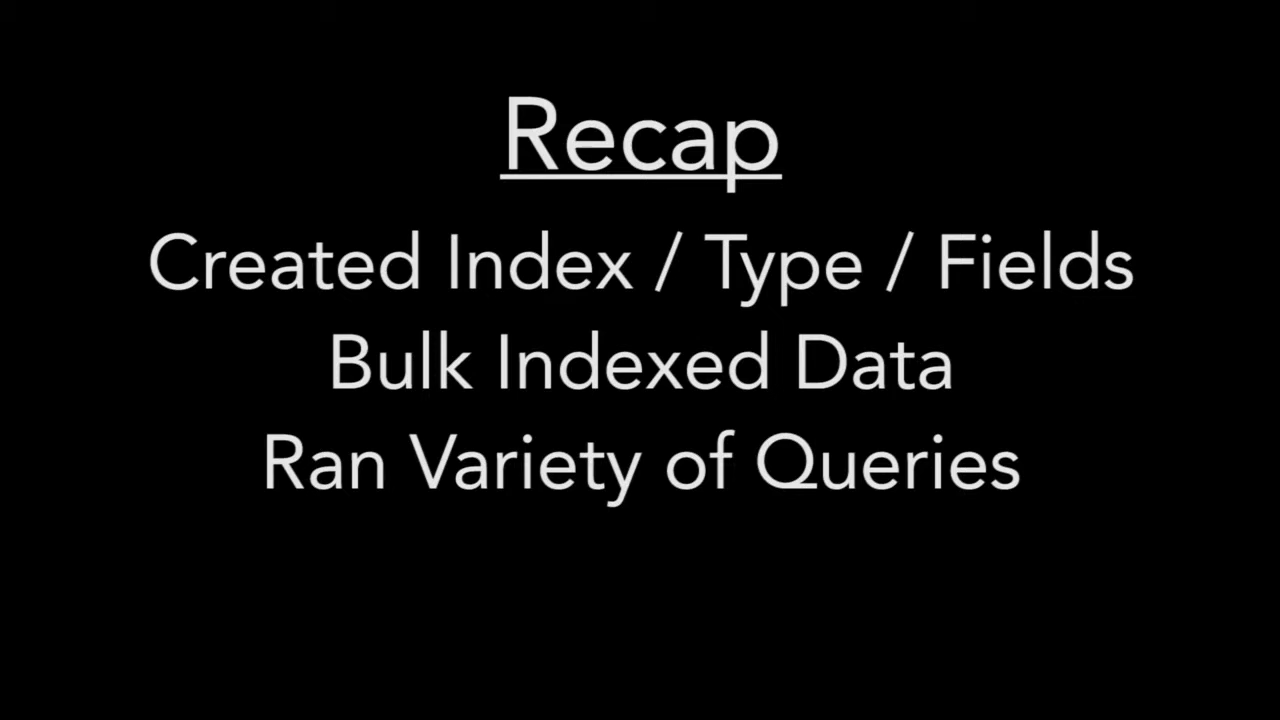 Recap
Created Index / Type / Fields
Bulk Indexed Data
Ran Variety of Queries